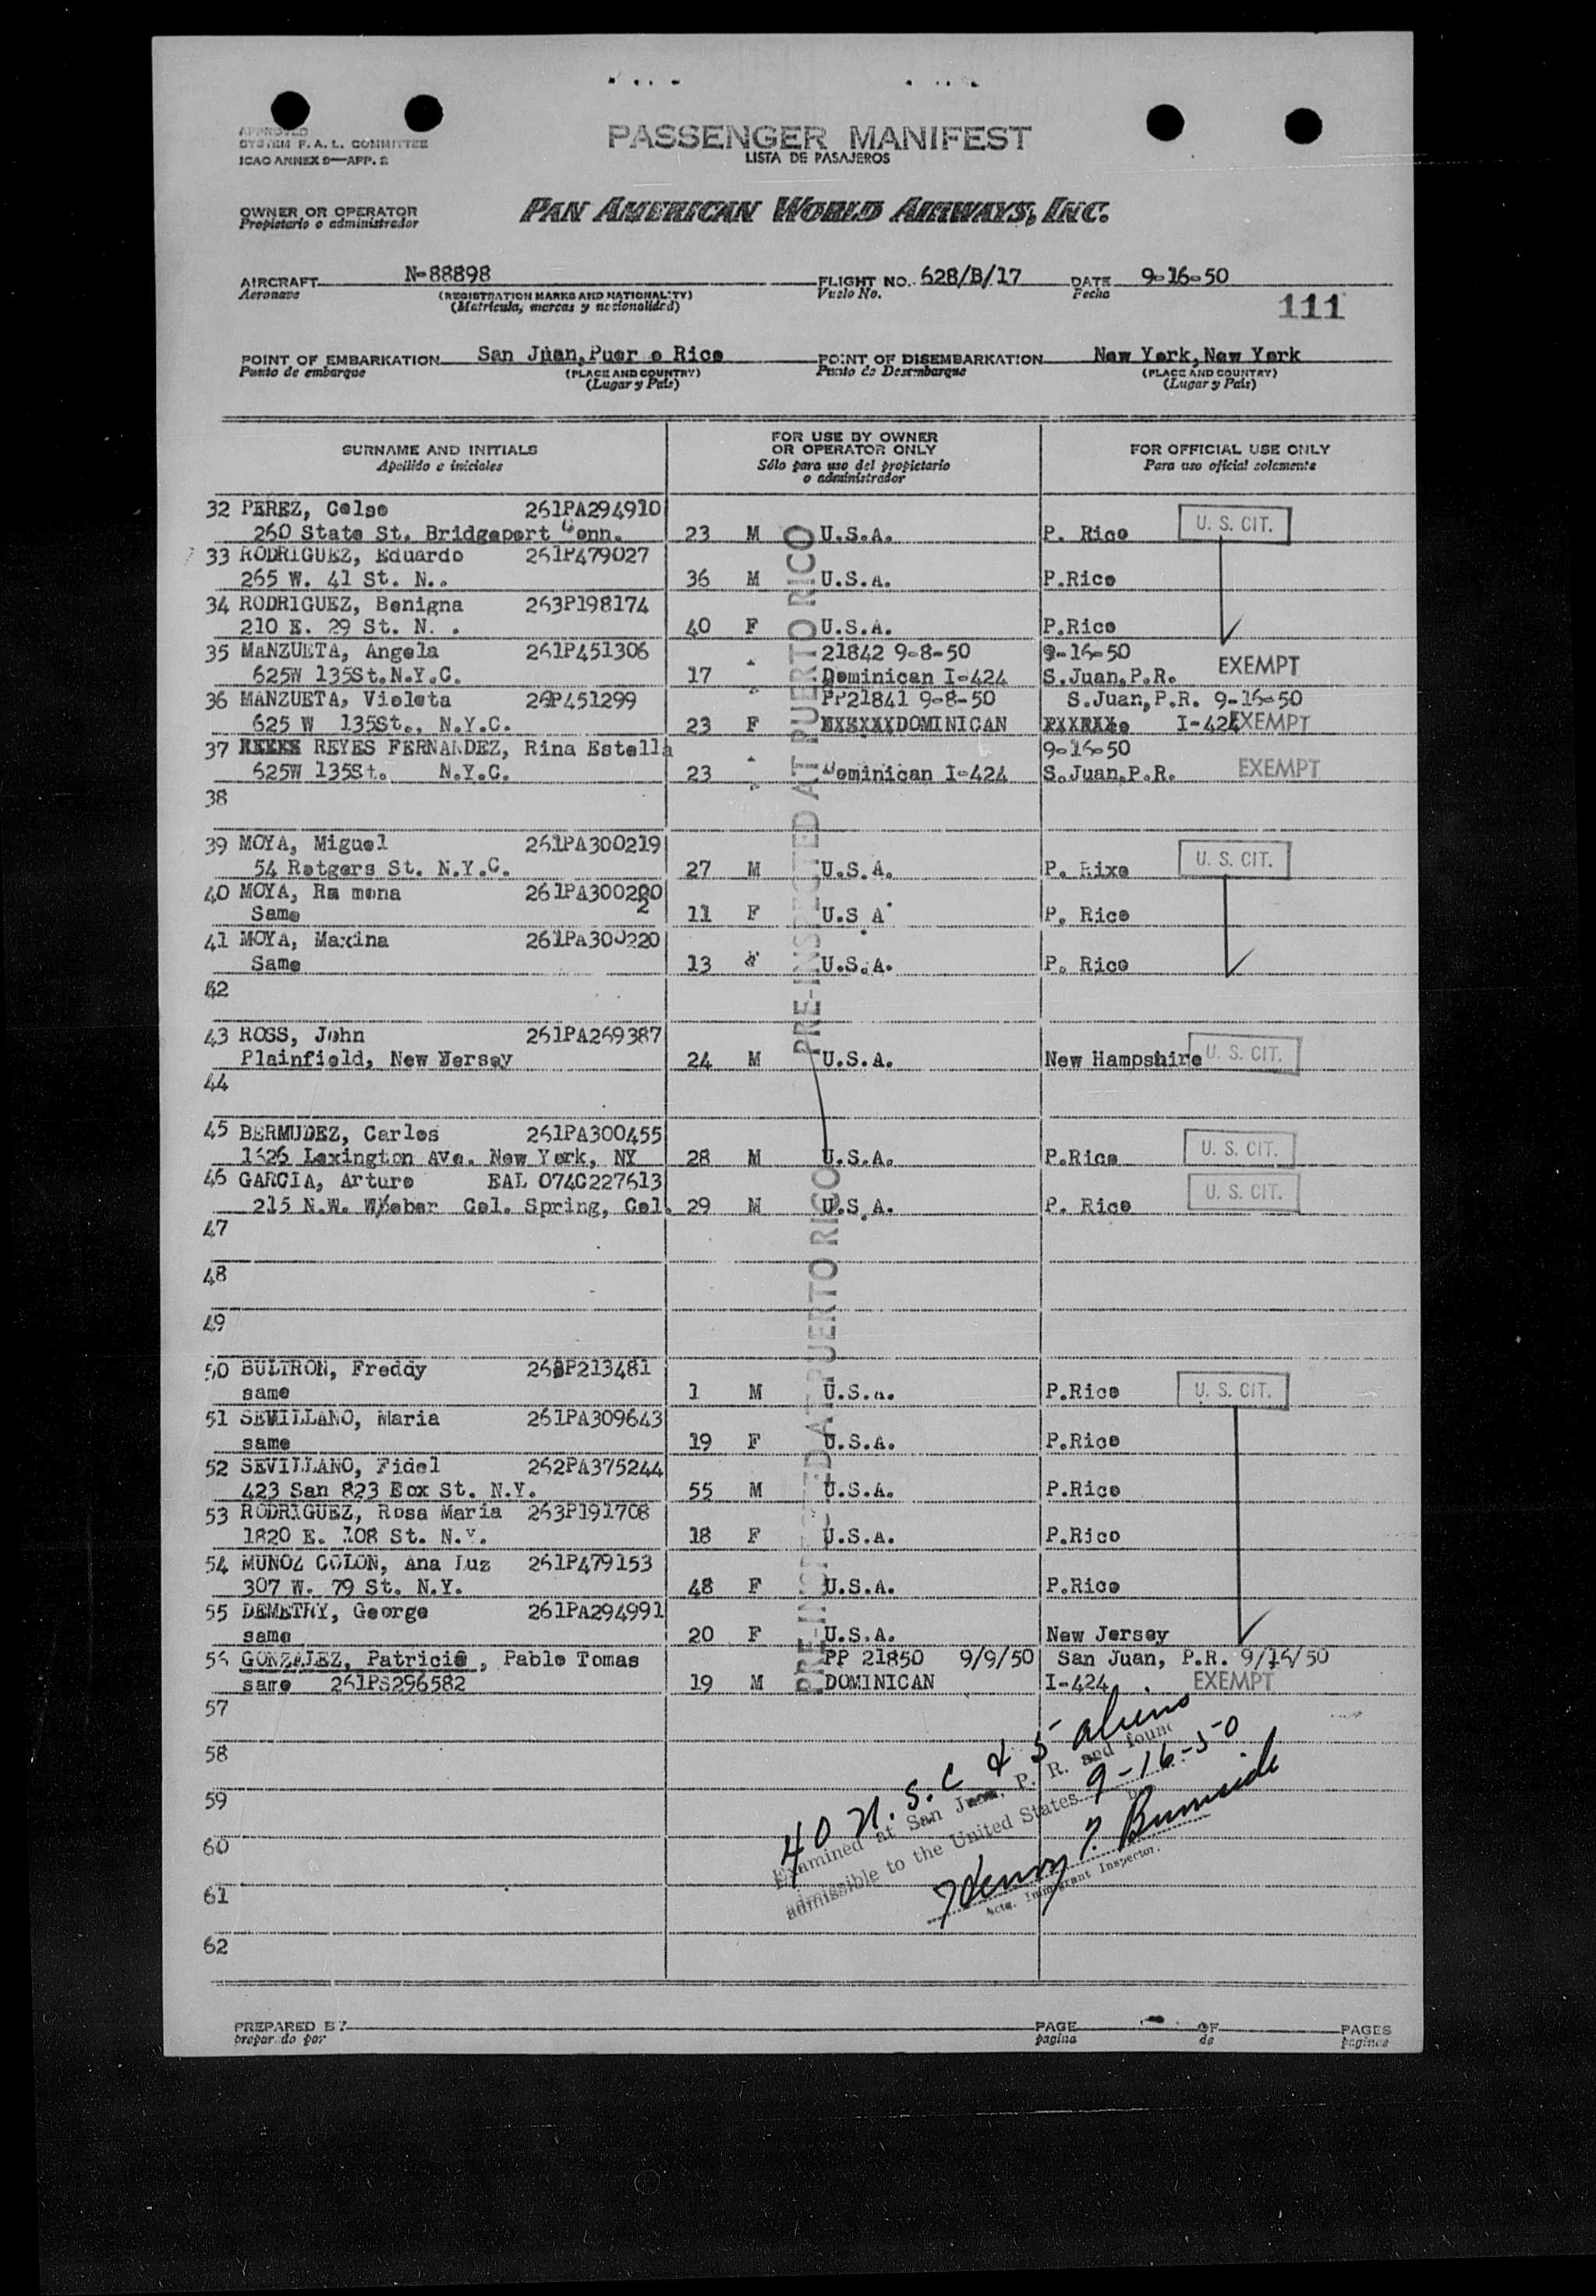 APPROVED
SYSTEM F. A. L. COMMITTEE
ICAO ANNEX 9—APP. 2
PASSENGER MANIFEST
LISTA DE PASAJEROS
OWNER OR OPERATOR
Propietario o administrador
PAN AMERICAN WORLD AIRWAYS, INC.
AIRCRAFT N-88898 FLIGHT NO. 628/B/17 DATE 9-16-50
Aeronave (REGISTRATION MARKS AND NATIONALITY) Vuelo No. Fecha
(Matricula, marcas y nacionalidad)
111
POINT OF EMBARKATION San Juan, Puer o Rico POINT OF DISEMBARKATION New York, New York
Punto de embarque (PLACE AND COUNTRY) Punto de Desembarque (PLACE AND COUNTRY)
(Lugar y País) (Lugar y País)
SURNAME AND INITIALS FOR USE BY OWNER OR OPERATOR ONLY FOR OFFICIAL USE ONLY
Apellido e iniciales Sólo para uso del propietario o administrador Para uso oficial solamente
32 PEREZ, Celso 261PA294910 U. S. CIT.
260 State St. Bridgeport Conn. 23 M U.S.A. P. Rico
33 RODRIGUEZ, Eduardo 261P479027
265 W. 41 St. N.. 36 M U.S.A. P.Rico
34 RODRIGUEZ, Benigna 263P198174
210 E. 29 St. N. . 40 F U.S.A. P.Rico
35 MANZUETA, Angela 261P451306 21842 9-8-50 9-16-50
625W 135St.N.Y.C. 17 " Dominican I-424 S.Juan,P.R. EXEMPT
36 MANZUETA, Violeta 26P451299 PP21841 9-8-50 S.Juan,P.R. 9-16-50
625 W 135St., N.Y.C. 23 F DOMINICAN I-424 EXEMPT
37 REYES FERNANDEZ, Rina Estella 9-16-50
625W 135St. N.Y.C. 23 " Dominican I-424 S.Juan,P.R. EXEMPT
38
39 MOYA, Miguel 261PA300219 U. S. CIT.
54 Rotgers St. N.Y.C. 27 M U.S.A. P. Rixo
40 MOYA, Ra mona 261PA300220
Same 11 F U.S A. P. Rico
41 MOYA, Maxina 261PA300220
Same 13 F U.S.A. P. Rico
62
43 ROSS, John 261PA269387
Plainfield, New Jersey 24 M U.S.A. New Hampshire U. S. CIT.
44
45 BERMUDEZ, Carlos 261PA300455
1626 Lexington Ave. New York, NY 28 M U.S.A. P.Rico U. S. CIT.
46 GARCIA, Arturo EAL 074C227613
215 N.W. Weber Col. Spring, Col. 29 M U.S.A. P. Rico U. S. CIT.
47
48
49
50 BULTRON, Freddy 263P213481
same 1 M U.S.A. P.Rico U. S. CIT.
51 SEVILLANO, Maria 261PA309643
same 19 F U.S.A. P.Rico
52 SEVILLANO, Fidel 262PA375244
423 San 823 Fox St. N.Y. 55 M U.S.A. P.Rico
53 RODRIGUEZ, Rosa Maria 263P191708
1820 E. 108 St. N.Y. 18 F U.S.A. P.Rico
54 MUNOZ COLON, Ana Luz 261P479153
307 W. 79 St. N.Y. 48 F U.S.A. P.Rico
55 DEMETRY, George 261PA294991
same 20 F U.S.A. New Jersey
56 GONZALEZ, Patricia , Pablo Tomas PP 21850 9/9/50 San Juan, P.R. 9/16/50
same 261PS296582 19 M DOMINICAN I-424 EXEMPT
57
58
59
60
61
62
PRE-INSPECTED AT PUERTO RICO
PRE-INSPECTED AT PUERTO RICO
40 U.S.C & 5 aliens
Examined at San Juan, P. R. and found
admissible to the United States 9-16-50
by
Henry T. Burnside
Actg. Immigrant Inspector.
PREPARED BY PAGE OF PAGES
preparado por pagina de paginas